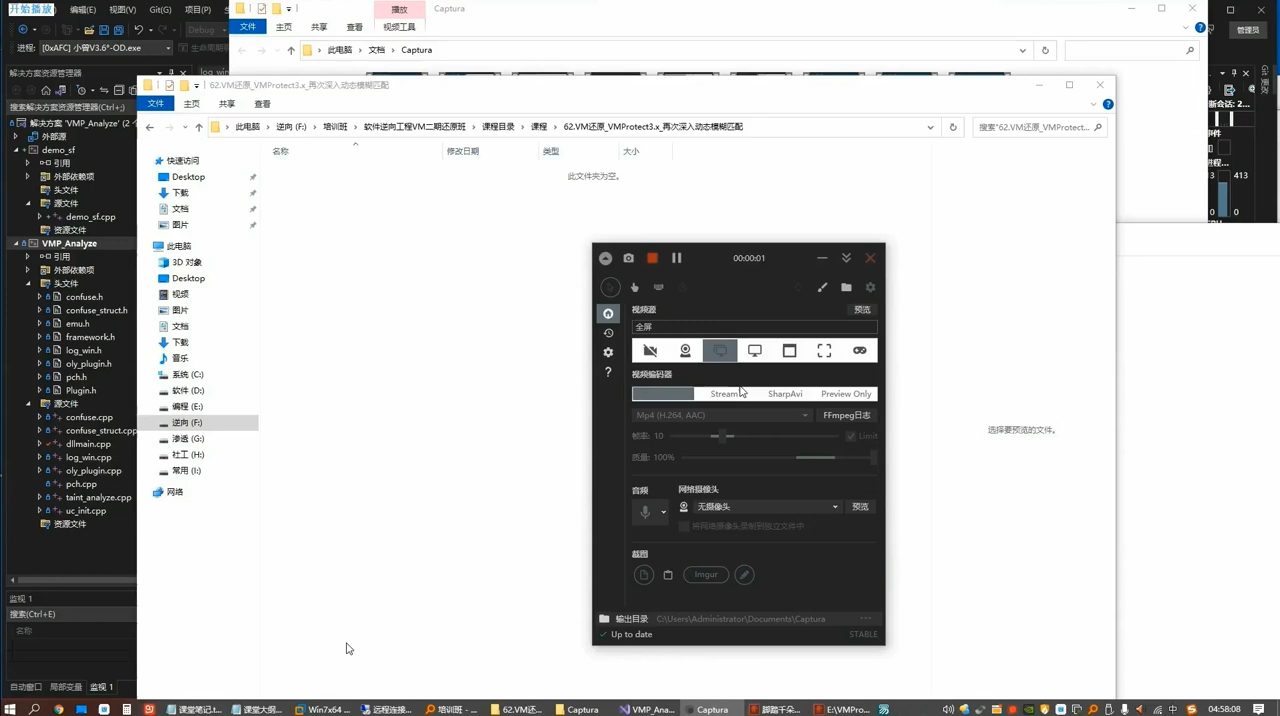 开始播放
编辑(E)
视图(V)
Git(G)
项目(P)
播放
Captura
文件
主页
共享
查看
视频工具
管理员
Debug
进程:
[0xAFC] 小番V3.6*-OO.exe
此电脑
文档
Captura
解决方案资源管理器
log_win
搜索解决方案资源管理器(Ctrl+;)
解决方案 'VMP_Analyze' (2 个
外部源
demo_sf
引用
外部依赖项
头文件
源文件
demo_sf.cpp
资源文件
VMP_Analyze
引用
外部依赖项
头文件
confuse.h
confuse_struct.h
emu.h
framework.h
log_win.h
oly_plugin.h
pch.h
Plugin.h
源文件
confuse.cpp
confuse_struct.cpp
dllmain.cpp
log_win.cpp
oly_plugin.cpp
pch.cpp
taint_analyze.cpp
uc_init.cpp
资源文件
监视 1
搜索(Ctrl+E)
名称
自动窗口
局部变量
监视 1
62.VM还原_VMProtect3.x_再次深入动态模糊匹配
文件
主页
共享
查看
此电脑
逆向 (F:)
培训班
软件逆向工程VM二期还原班
课程目录
课程
62.VM还原_VMProtect3.x_再次深入动态模糊匹配
搜索"62.VM还原_VMProtect...
名称
修改日期
类型
大小
此文件夹为空。
快速访问
Desktop
下载
文档
图片
此电脑
3D 对象
Desktop
视频
图片
文档
下载
音乐
系统 (C:)
软件 (D:)
编程 (E:)
逆向 (F:)
渗透 (G:)
社工 (H:)
常用 (I:)
网络
00:00:01
视频源
预览
全屏
视频编码器
Stream
SharpAvi
Preview Only
Mp4 (H.264, AAC)
FFmpeg日志
帧率: 10
Limit
质量: 100%
音频
网络摄像头
无摄像头
预览
将网络摄像头录制到独立文件中
截图
Imgur
输出目录
C:\Users\Administrator\Documents\Captura
Up to date
STABLE
选择要预览的文件。
断会话: 2...
事件
进程...
413
413
0
0
课堂笔记.t...
课堂大纲...
Win7x64 ...
远程连接...
培训班 - ...
62.VM还...
Captura
VMP_Ana...
Captura
脚踏千朵...
E:\VMPro...
中
04:58:08